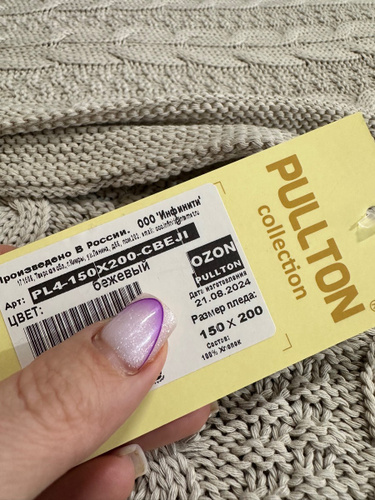 PULLTON
collection
Произведено В России: ООО "Инфинити"
Арт: PL4-150X200-CBEJI
ЦВЕТ: бежевый
OZON
PULLTON
Дата изготовления
21.08.2024
Размер пледа:
150 X 200
Состав:
100% Хлопок